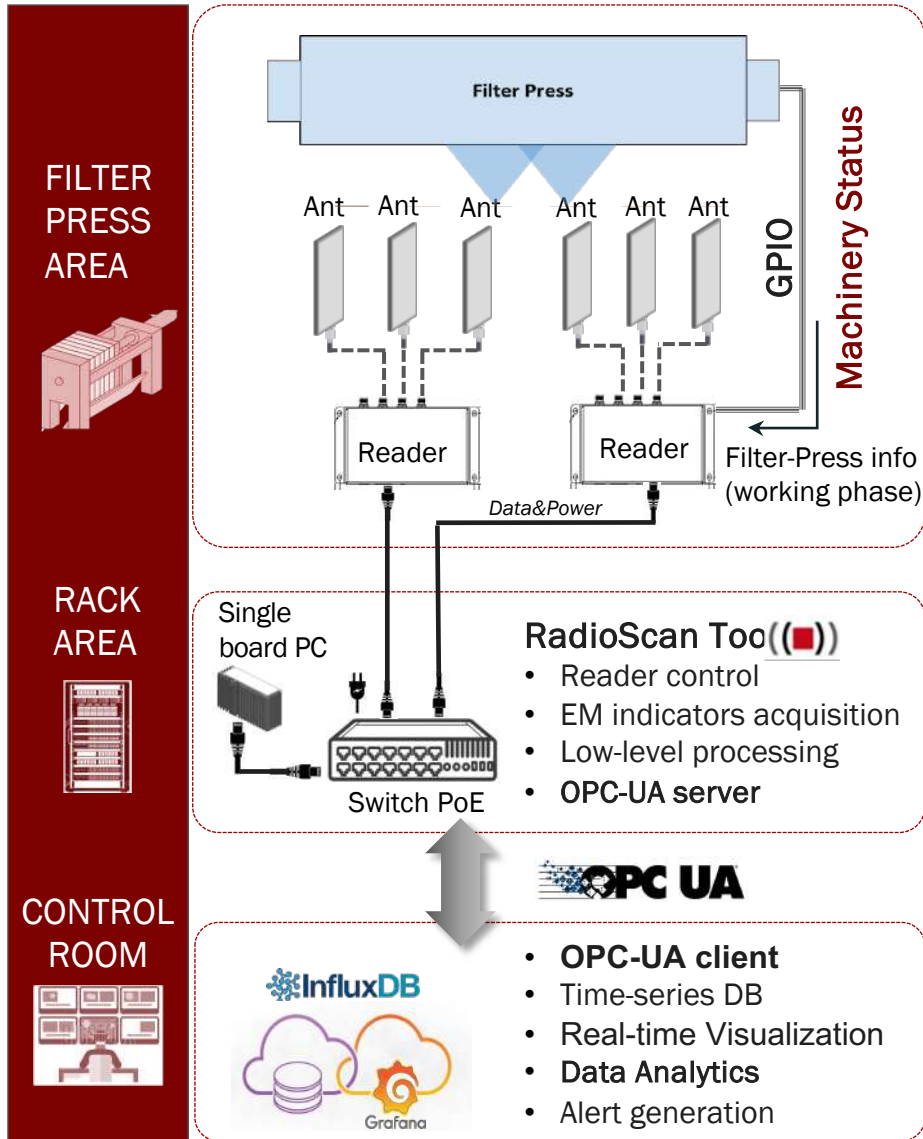 FILTER
PRESS
AREA
Filter Press
Ant Ant Ant Ant Ant Ant
GPIO
Machinery Status
Reader
Reader
Filter-Press info
(working phase)
Data&Power
RACK
AREA
Single
board PC
Switch PoE
RadioScan Too
• Reader control
• EM indicators acquisition
• Low-level processing
• OPC-UA server
OPC UA
CONTROL
ROOM
InfluxDB
Grafana
• OPC-UA client
• Time-series DB
• Real-time Visualization
• Data Analytics
• Alert generation